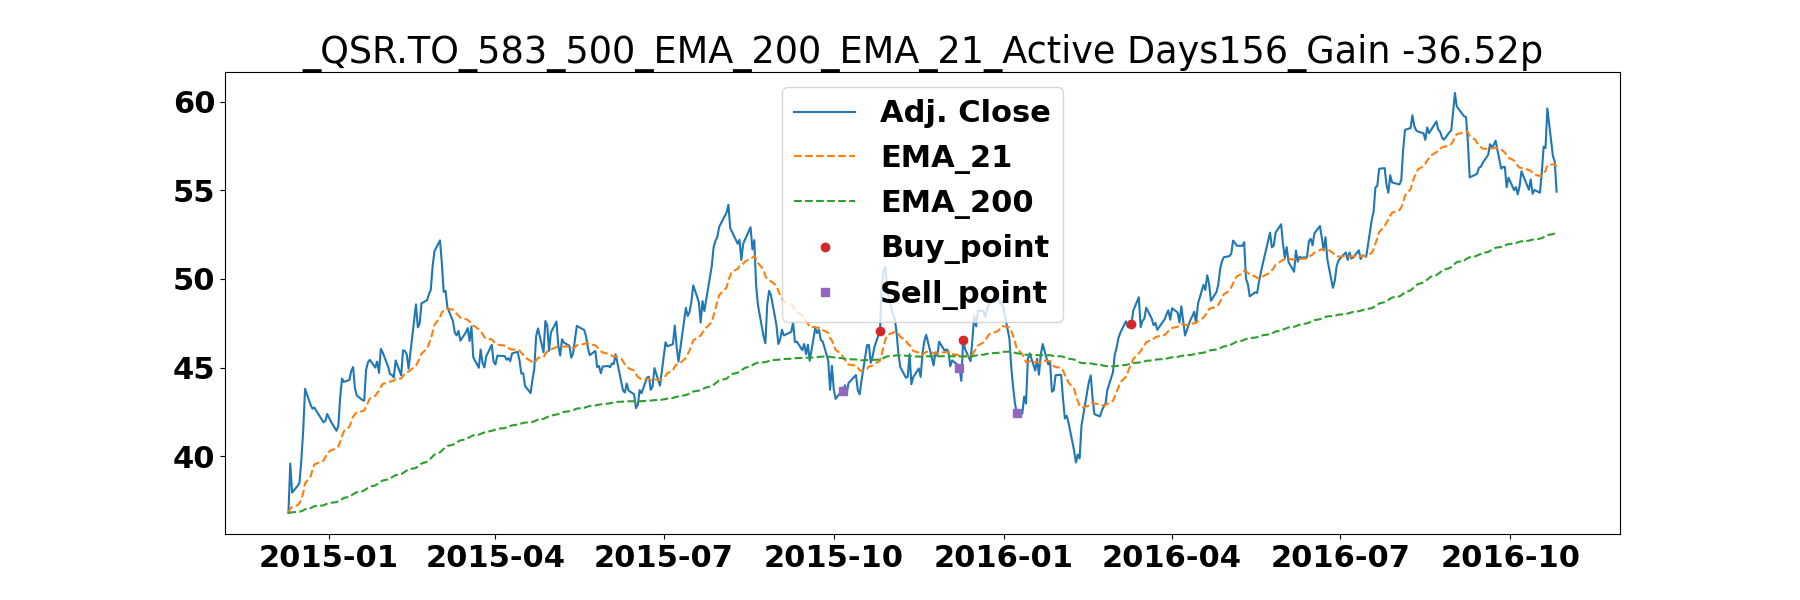 _QSR.TO_583_500_EMA_200_EMA_21_Active Days156_Gain -36.52p
Adj. Close
EMA_21
EMA_200
Buy_point
Sell_point
60
55
50
45
40
2015-01 2015-04 2015-07 2015-10 2016-01 2016-04 2016-07 2016-10